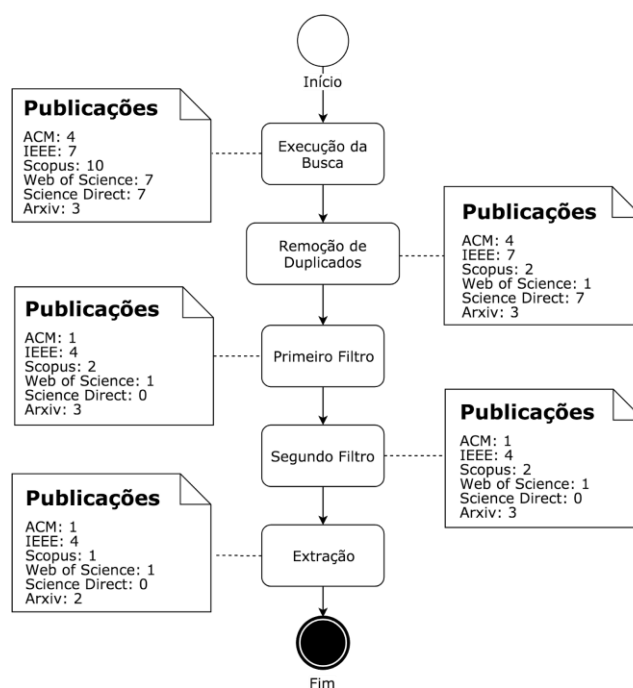 Início
Publicações
ACM: 4
IEEE: 7
Scopus: 10
Web of Science: 7
Science Direct: 7
Arxiv: 3
Execução da
Busca
Remoção de
Duplicados
Publicações
ACM: 4
IEEE: 7
Scopus: 2
Web of Science: 1
Science Direct: 7
Arxiv: 3
Publicações
ACM: 1
IEEE: 4
Scopus: 2
Web of Science: 1
Science Direct: 0
Arxiv: 3
Primeiro Filtro
Segundo Filtro
Publicações
ACM: 1
IEEE: 4
Scopus: 2
Web of Science: 1
Science Direct: 0
Arxiv: 3
Publicações
ACM: 1
IEEE: 4
Scopus: 1
Web of Science: 1
Science Direct: 0
Arxiv: 2
Extração
Fim